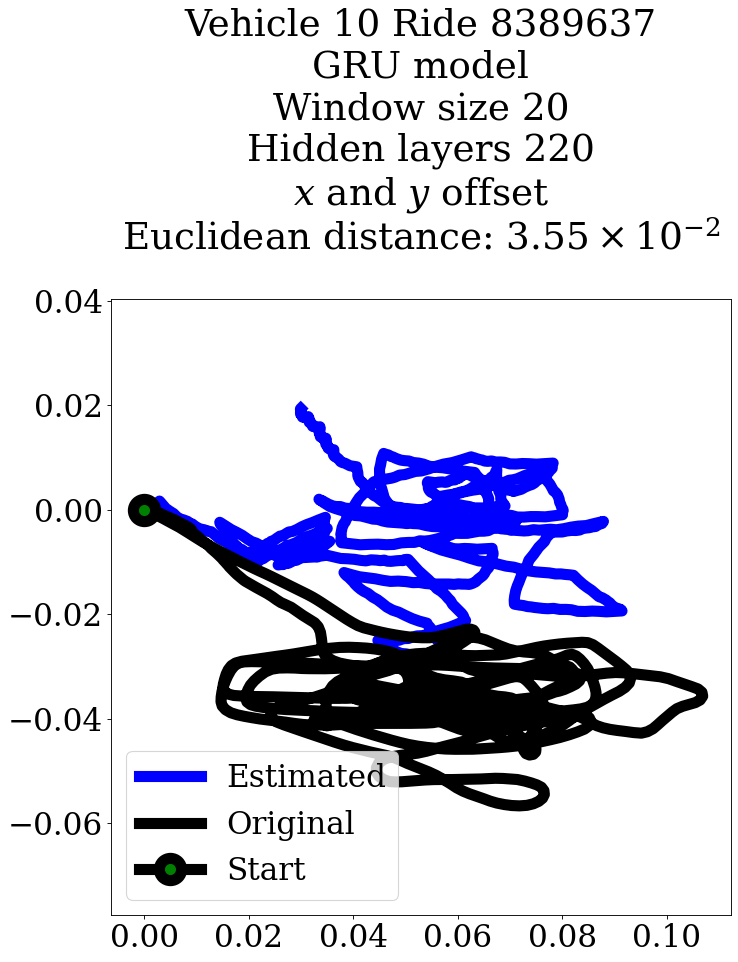 Vehicle 10 Ride 8389637
GRU model
Window size 20
Hidden layers 220
x and y offset
Euclidean distance: 3.55 × 10⁻²
0.04
0.02
0.00
−0.02
−0.04
−0.06
Estimated
Original
Start
0.00 0.02 0.04 0.06 0.08 0.10